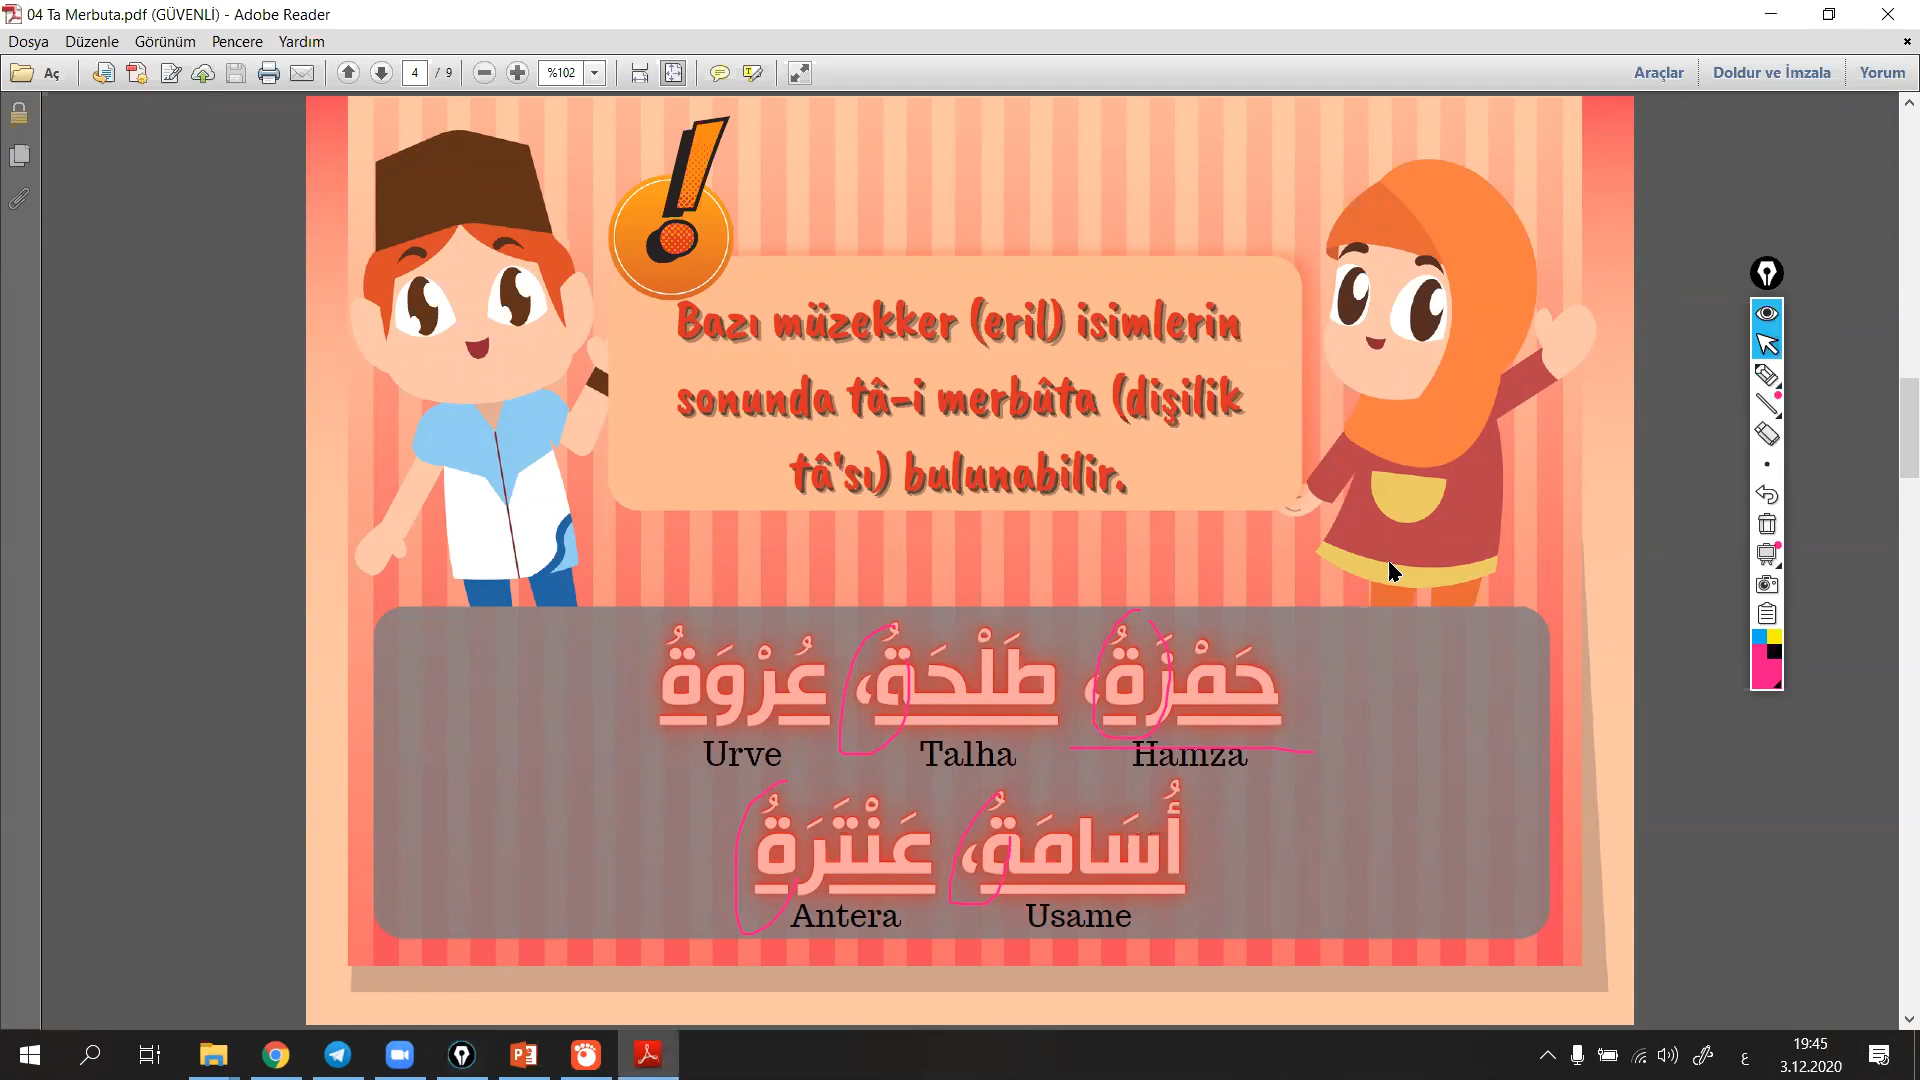 04 Ta Merbuta.pdf (GÜVENLİ) - Adobe Reader
Dosya Düzenle Görünüm Pencere Yardım
Aç 4 / 9 %102 Araçlar Doldur ve İmzala Yorum
Bazı müzekker (eril) isimlerin
sonunda tâ-i merbûta (dişilik
tâ'sı) bulunabilir.
حَمْزَةُ، طَلْحَةُ، عُرْوَةُ
Urve Talha Hamza
أُسَامَةُ، عَنْتَرَةُ
Antera Usame
ع 19:45
3.12.2020